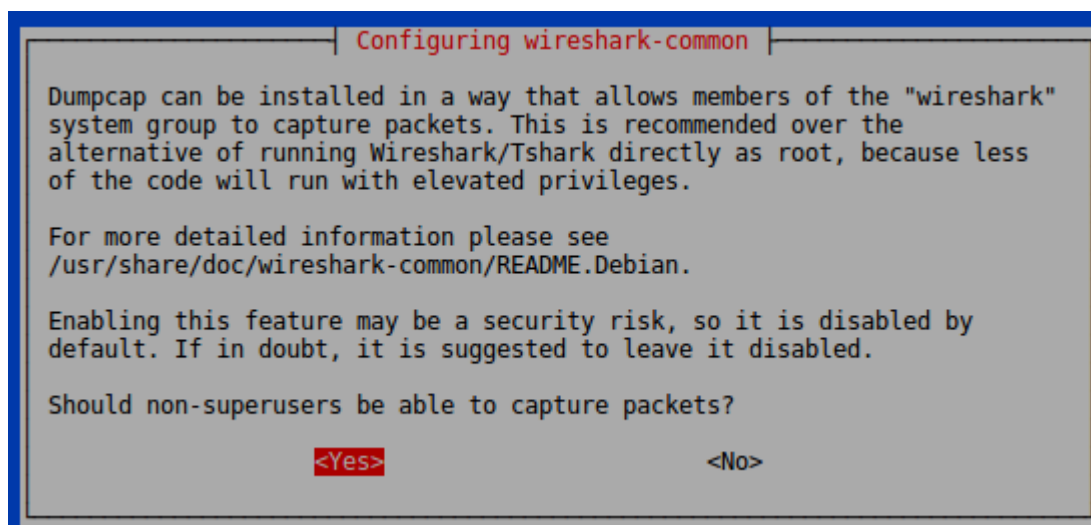 Configuring wireshark-common
Dumpcap can be installed in a way that allows members of the "wireshark"
system group to capture packets. This is recommended over the
alternative of running Wireshark/Tshark directly as root, because less
of the code will run with elevated privileges.
For more detailed information please see
/usr/share/doc/wireshark-common/README.Debian.
Enabling this feature may be a security risk, so it is disabled by
default. If in doubt, it is suggested to leave it disabled.
Should non-superusers be able to capture packets?
<Yes> <No>